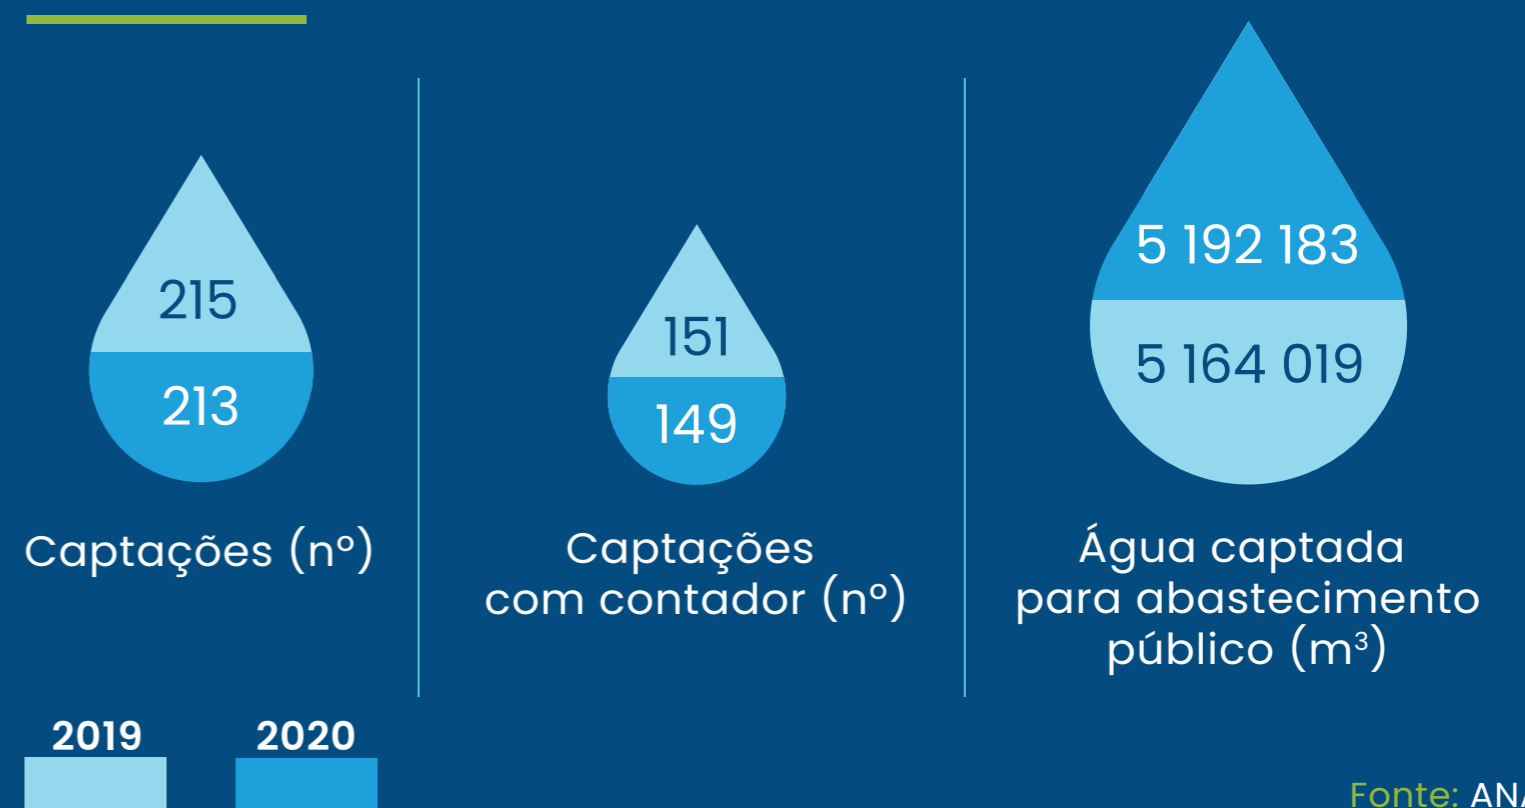 215
213
Captações (nº)
151
149
Captações
com contador (nº)
5 192 183
5 164 019
Água captada
para abastecimento
público (m³)
2019
2020
Fonte: